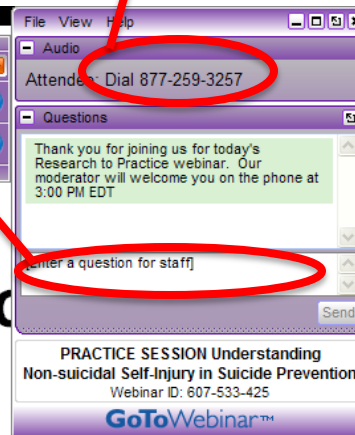 File View Help
Audio
Attendee: Dial 877-259-3257
Questions
Thank you for joining us for today's
Research to Practice webinar. Our
moderator will welcome you on the phone at
3:00 PM EDT
[Enter a question for staff]
Send
PRACTICE SESSION Understanding
Non-suicidal Self-Injury in Suicide Prevention
Webinar ID: 607-533-425
GoToWebinar™